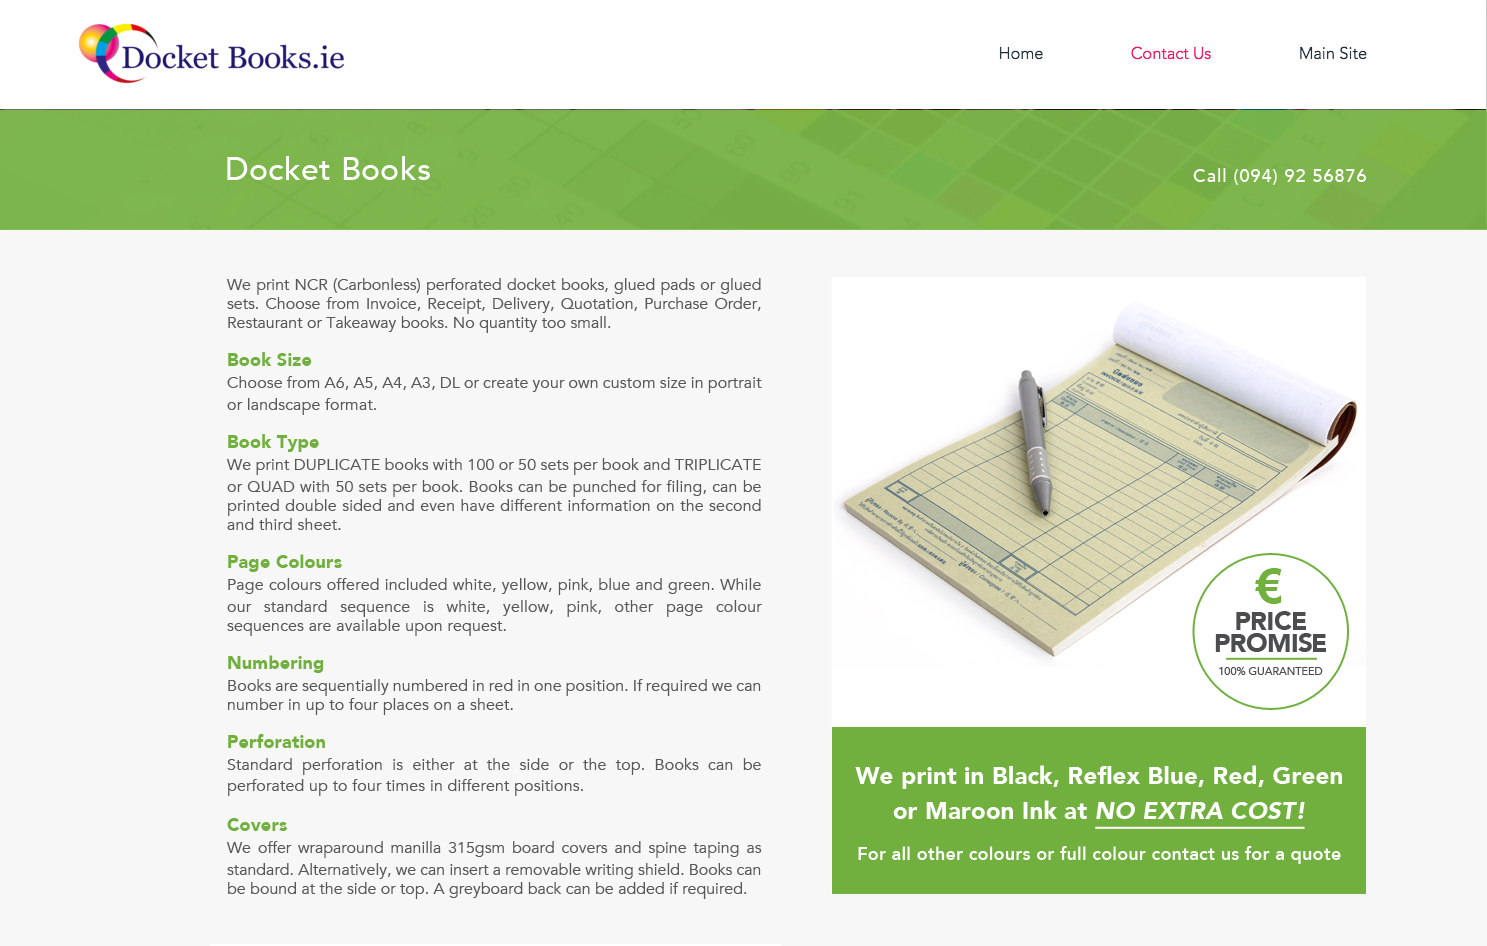 Docket Books.ie
Home
Contact Us
Main Site
Docket Books
Call (094) 92 56876
We print NCR (Carbonless) perforated docket books, glued pads or glued
sets. Choose from Invoice, Receipt, Delivery, Quotation, Purchase Order,
Restaurant or Takeaway books. No quantity too small.
Book Size
Choose from A6, A5, A4, A3, DL or create your own custom size in portrait
or landscape format.
Book Type
We print DUPLICATE books with 100 or 50 sets per book and TRIPLICATE
or QUAD with 50 sets per book. Books can be punched for filing, can be
printed double sided and even have different information on the second
and third sheet.
Page Colours
Page colours offered included white, yellow, pink, blue and green. While
our standard sequence is white, yellow, pink, other page colour
sequences are available upon request.
Numbering
Books are sequentially numbered in red in one position. If required we can
number in up to four places on a sheet.
Perforation
Standard perforation is either at the side or the top. Books can be
perforated up to four times in different positions.
Covers
We offer wraparound manilla 315gsm board covers and spine taping as
standard. Alternatively, we can insert a removable writing shield. Books can
be bound at the side or top. A greyboard back can be added if required.
€
PRICE
PROMISE
100% GUARANTEED
We print in Black, Reflex Blue, Red, Green
or Maroon Ink at NO EXTRA COST!
For all other colours or full colour contact us for a quote